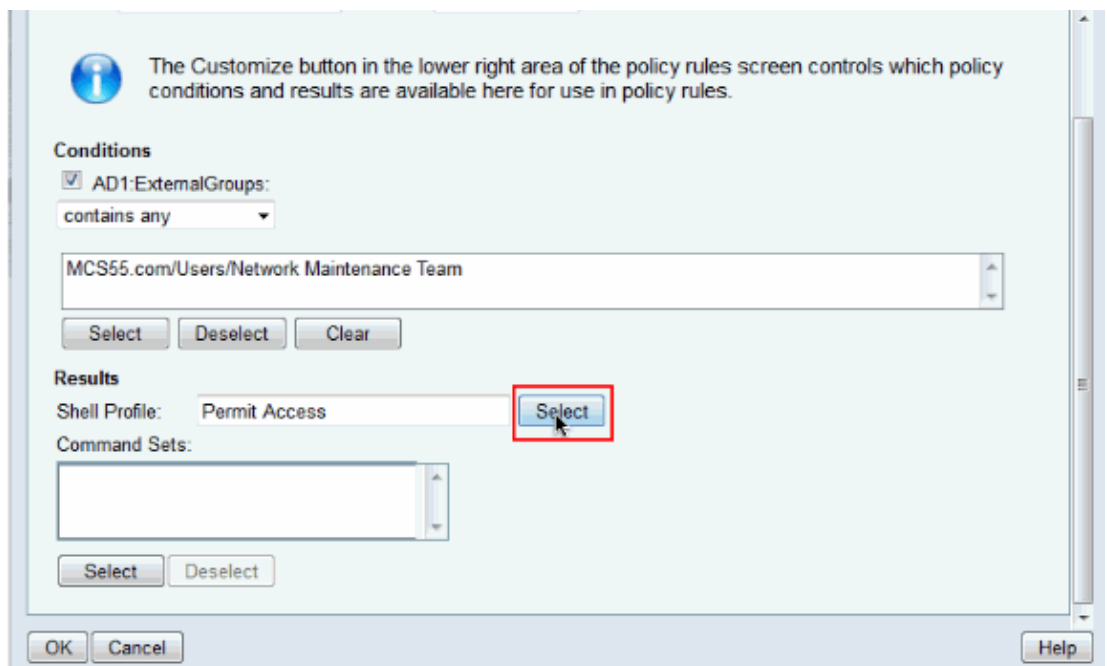 The Customize button in the lower right area of the policy rules screen controls which policy
conditions and results are available here for use in policy rules.
Conditions
AD1:ExternalGroups:
contains any
MCS55.com/Users/Network Maintenance Team
Select Deselect Clear
Results
Shell Profile: Permit Access Select
Command Sets:
Select Deselect
OK Cancel Help